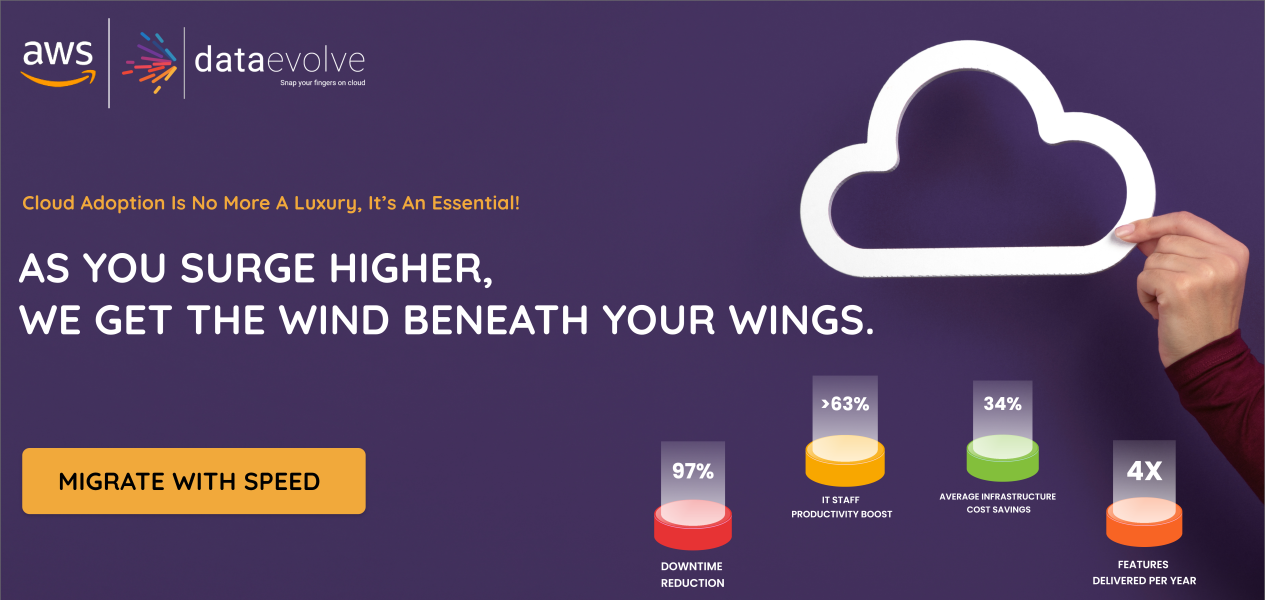 aws
dataevolve
Snap your fingers on cloud
Cloud Adoption Is No More A Luxury, It's An Essential!
AS YOU SURGE HIGHER,
WE GET THE WIND BENEATH YOUR WINGS.
MIGRATE WITH SPEED
97%
DOWNTIME
REDUCTION
>63%
IT STAFF
PRODUCTIVITY BOOST
34%
AVERAGE INFRASTRUCTURE
COST SAVINGS
4X
FEATURES
DELIVERED PER YEAR